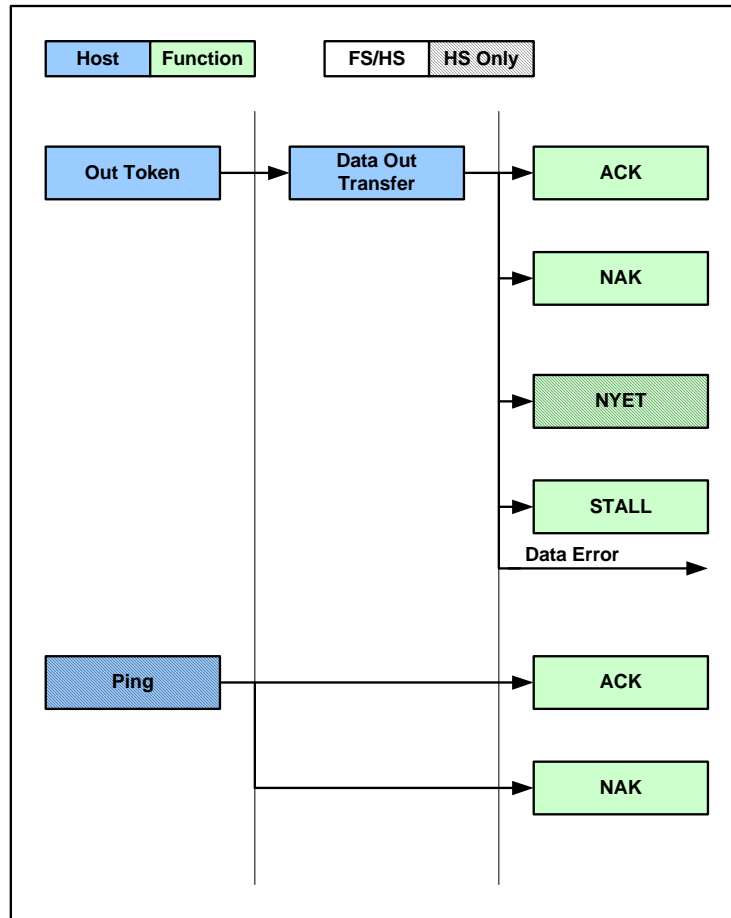 Host Function FS/HS HS Only
Out Token
Data Out
Transfer
ACK
NAK
NYET
STALL
Data Error
Ping
ACK
NAK